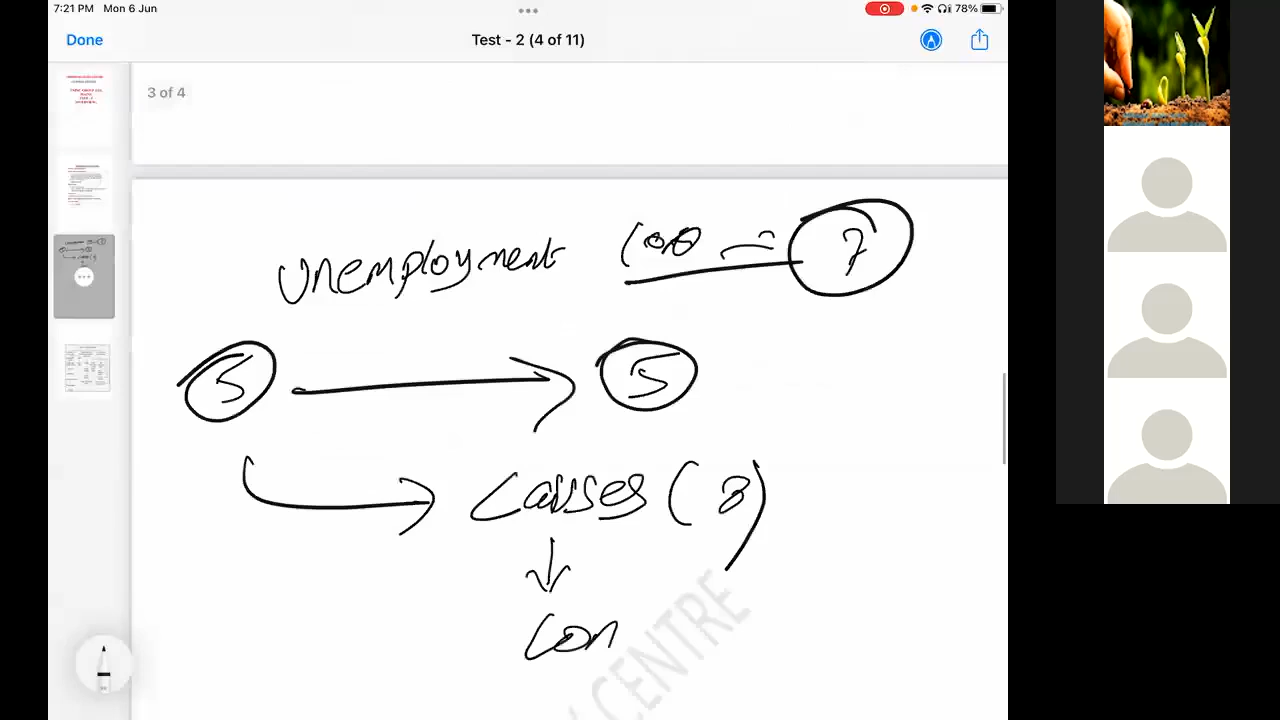 7:21 PM Mon 6 Jun
78%
Done
Test - 2 (4 of 11)
3 of 4
Unemployment 7
5 5
Causes (8)
Con
CENTRE